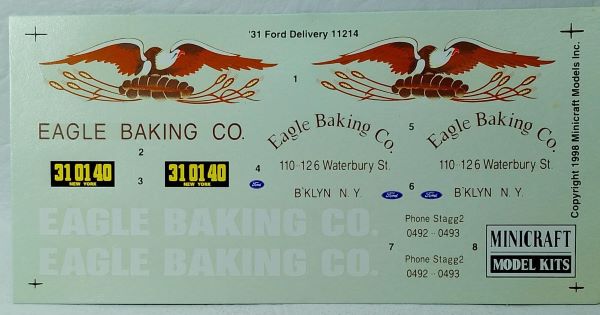 '31 Ford Delivery 11214
1
EAGLE BAKING CO.
2
31 01 40
NEW YORK
3
31 01 40
NEW YORK
4
Ford
Eagle Baking Co.
110-126 Waterbury St.
B'KLYN N. Y.
5
Eagle Baking Co.
110-126 Waterbury St.
B'KLYN N. Y.
Ford
6
Ford
EAGLE BAKING CO.
EAGLE BAKING CO.
Phone Stagg2
0492-0493
7
Phone Stagg2
0492-0493
8
MINICRAFT
MODEL KITS
Copyright 1998 Minicraft Models Inc.